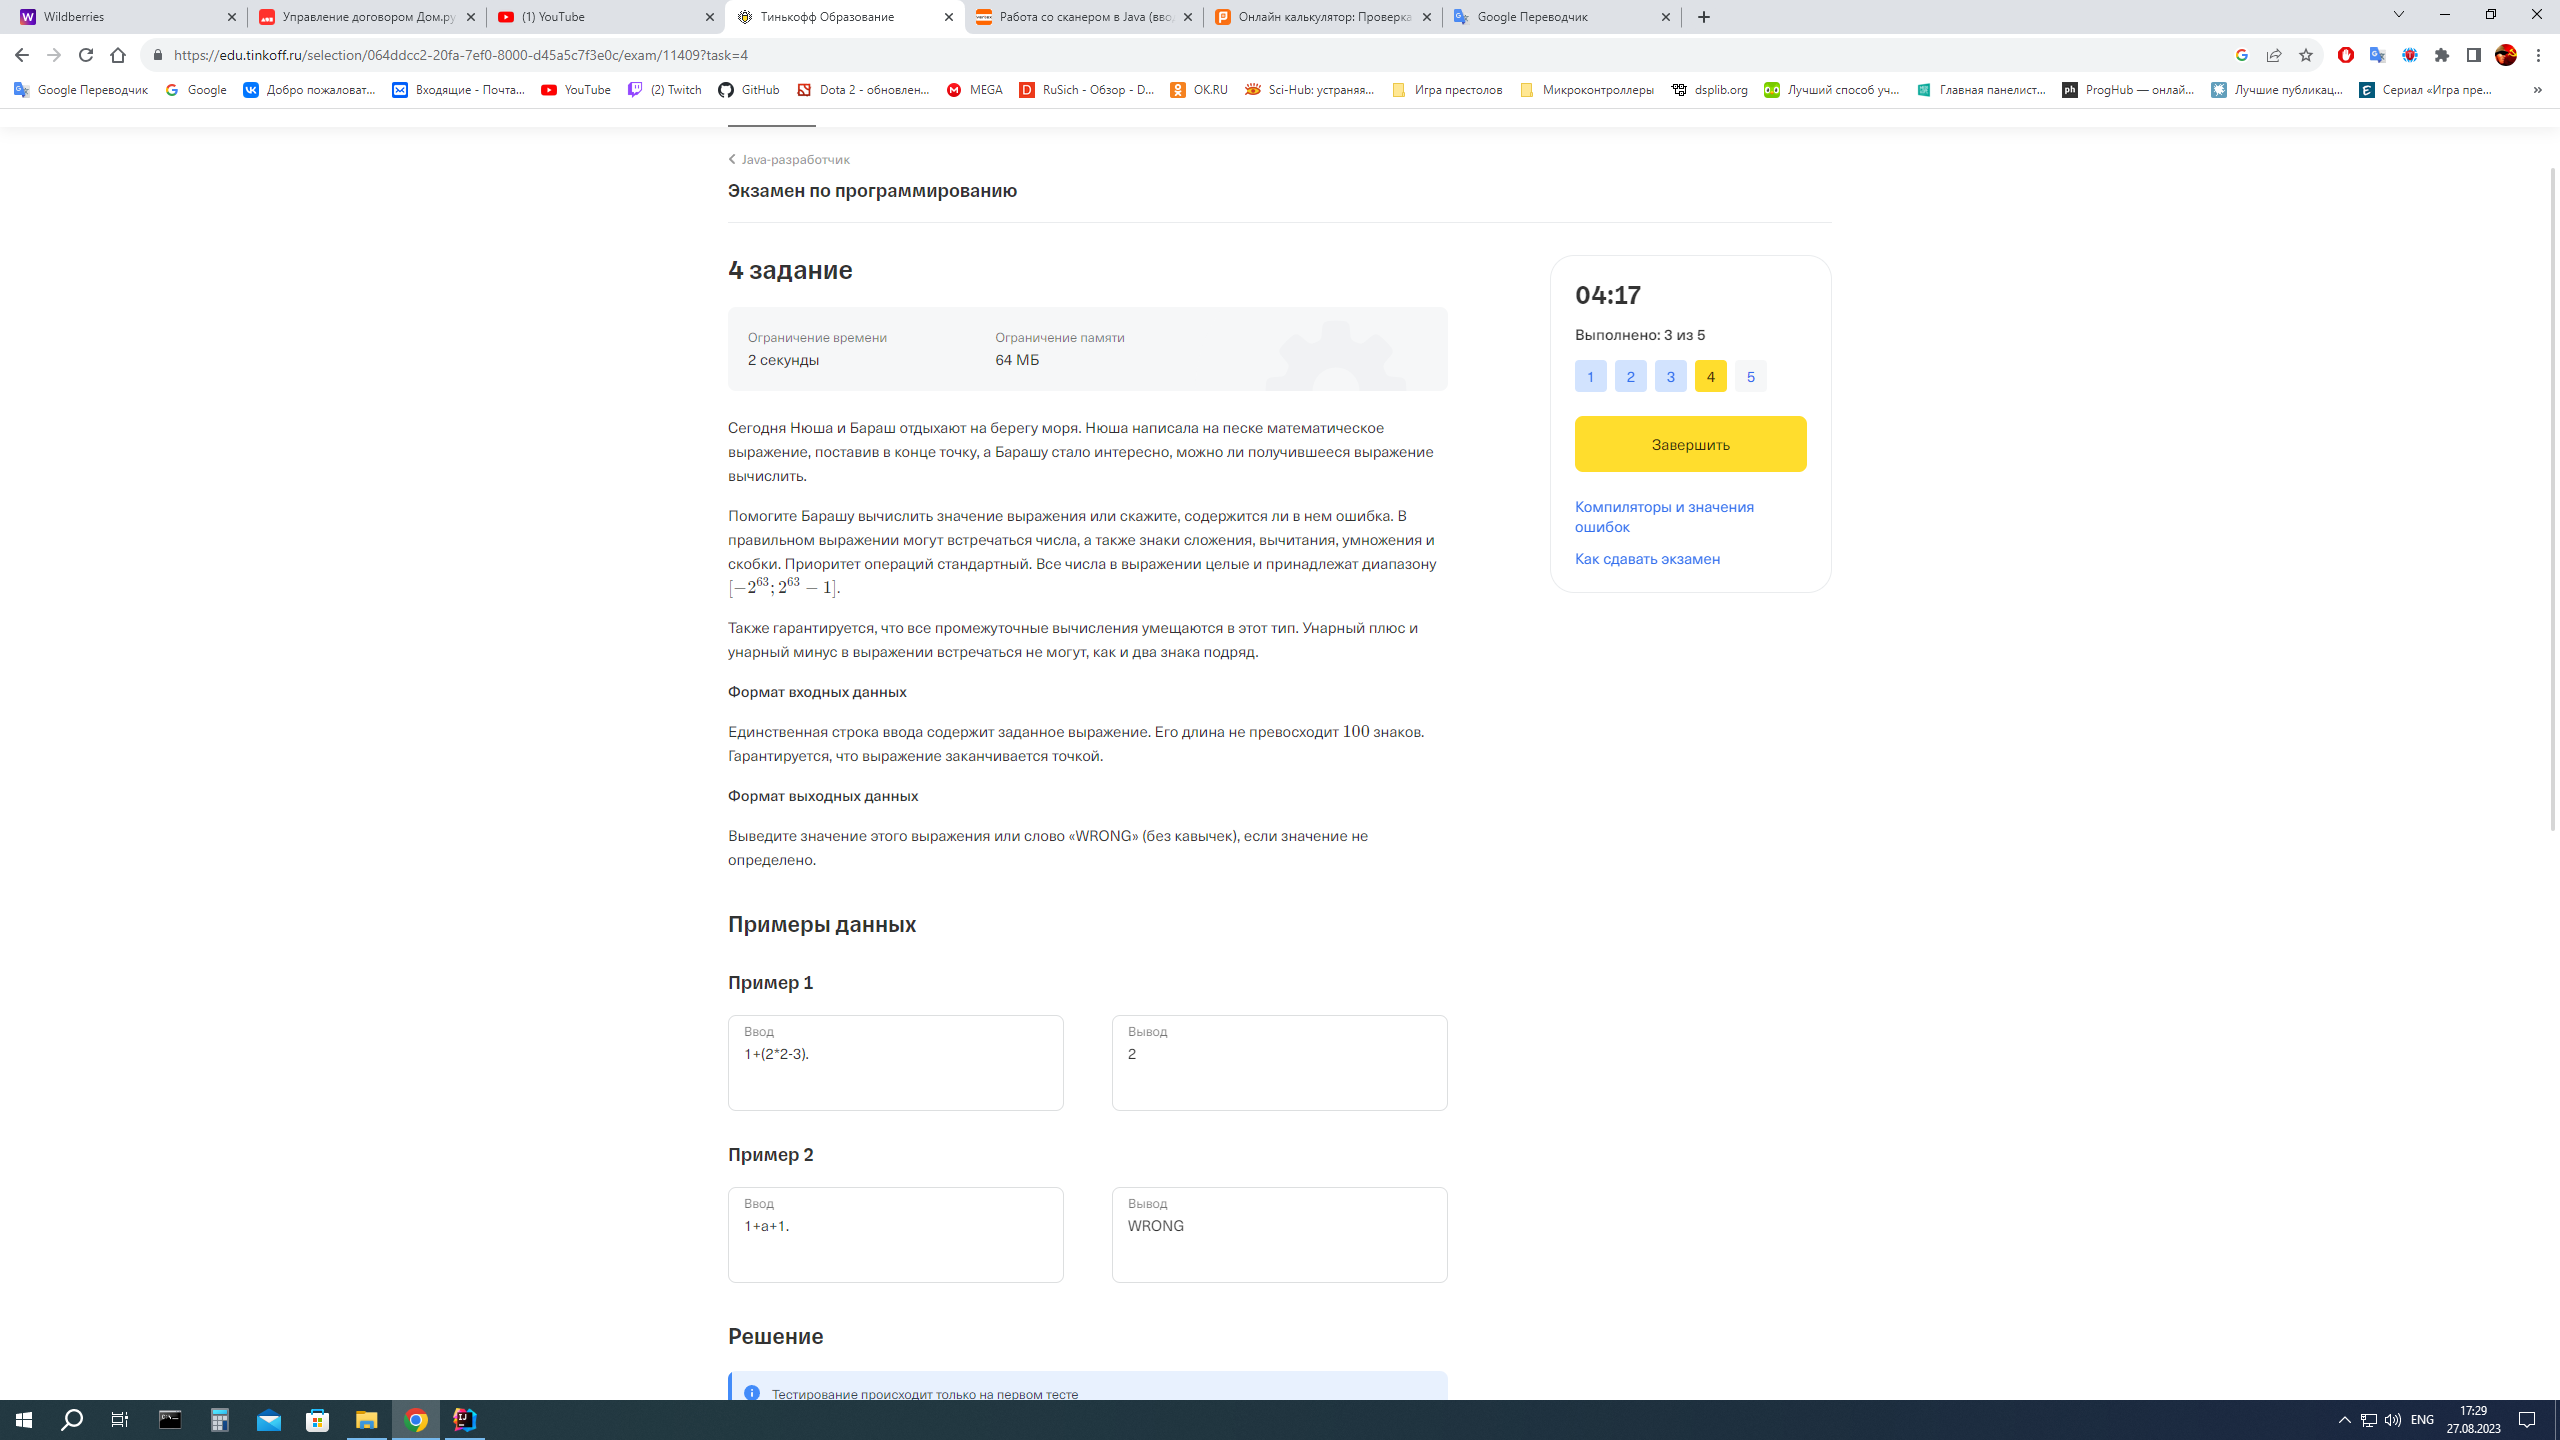 Wildberries
Управление договором Дом.ру
(1) YouTube
Тинькофф Образование
Работа со сканером в Java (вво
Онлайн калькулятор: Проверка
Google Переводчик
https://edu.tinkoff.ru/selection/064ddcc2-20fa-7ef0-8000-d45a5c7f3e0c/exam/11409?task=4
Google Переводчик
Google
Добро пожаловат...
Входящие - Почта...
YouTube
(2) Twitch
GitHub
Dota 2 - обновлен...
MEGA
RuSich - Обзор - D...
OK.RU
Sci-Hub: устраняя...
Игра престолов
Микроконтроллеры
dsplib.org
Лучший способ уч...
Главная панелист...
ProgHub — онлай...
Лучшие публикац...
Сериал «Игра пре...
»
Java-разработчик
Экзамен по программированию
4 задание
Ограничение времени
Ограничение памяти
2 секунды
64 МБ
Сегодня Нюша и Бараш отдыхают на берегу моря. Нюша написала на песке математическое
выражение, поставив в конце точку, а Барашу стало интересно, можно ли получившееся выражение
вычислить.
Помогите Барашу вычислить значение выражения или скажите, содержится ли в нем ошибка. В
правильном выражении могут встречаться числа, а также знаки сложения, вычитания, умножения и
скобки. Приоритет операций стандартный. Все числа в выражении целые и принадлежат диапазону
[−2^63; 2^63 − 1].
Также гарантируется, что все промежуточные вычисления умещаются в этот тип. Унарный плюс и
унарный минус в выражении встречаться не могут, как и два знака подряд.
Формат входных данных
Единственная строка ввода содержит заданное выражение. Его длина не превосходит 100 знаков.
Гарантируется, что выражение заканчивается точкой.
Формат выходных данных
Выведите значение этого выражения или слово «WRONG» (без кавычек), если значение не
определено.
Примеры данных
Пример 1
Ввод
1+(2*2-3).
Вывод
2
Пример 2
Ввод
1+a+1.
Вывод
WRONG
Решение
Тестирование происходит только на первом тесте
04:17
Выполнено: 3 из 5
1 2 3 4 5
Завершить
Компиляторы и значения
ошибок
Как сдавать экзамен
ENG
17:29
27.08.2023